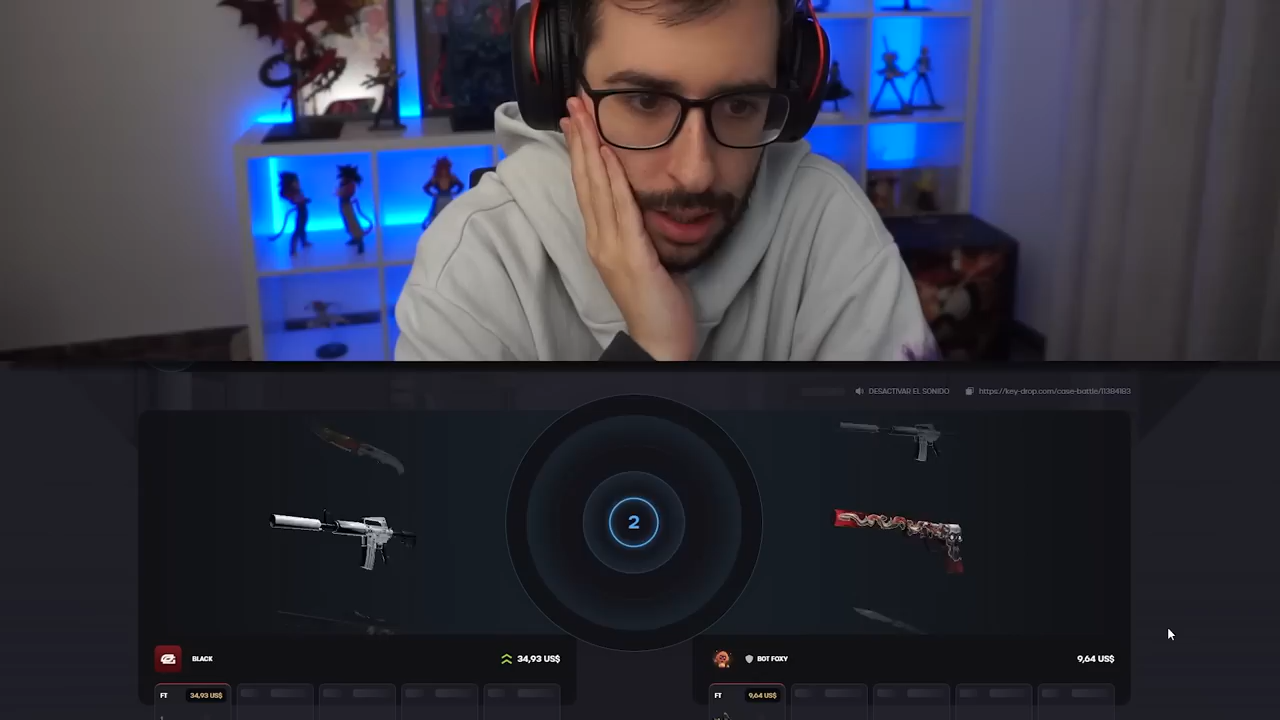 DESACTIVAR EL SONIDO https://key-drop.com/case-battle/11384183
2
BLACK 34,93 US$
BOT FOXY 9,64 US$
FT 34,93 US$
FT 9,64 US$